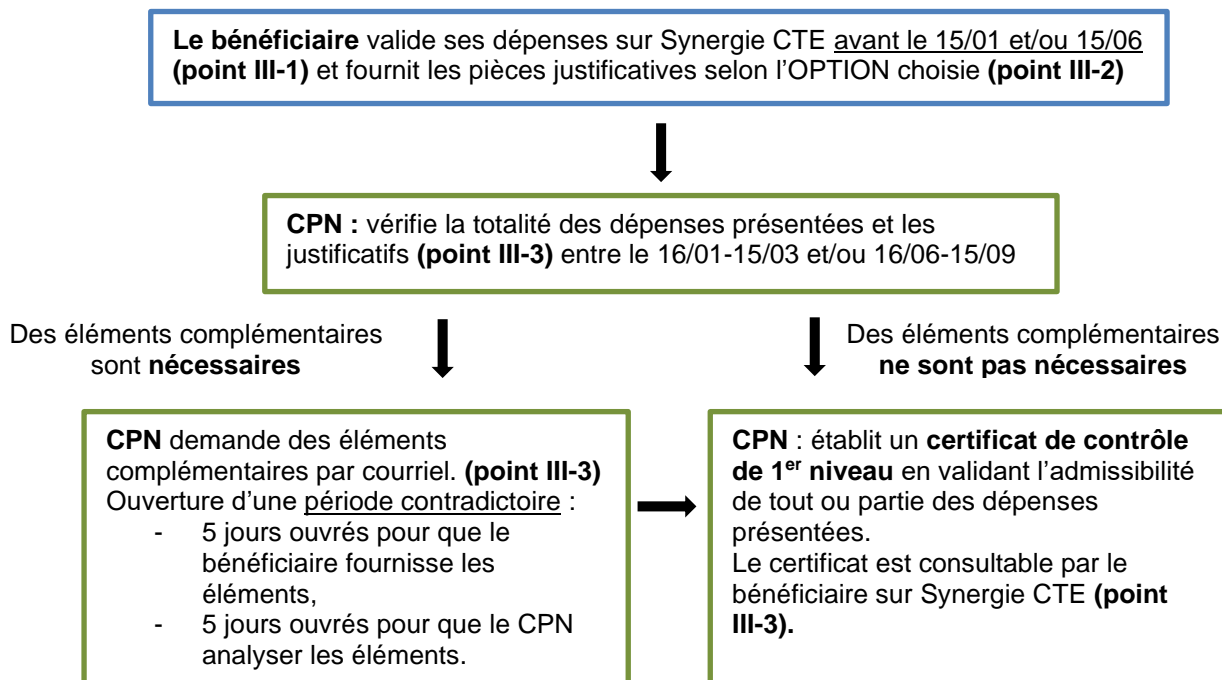 Le bénéficiaire valide ses dépenses sur Synergie CTE avant le 15/01 et/ou 15/06
(point III-1) et fournit les pièces justificatives selon l’OPTION choisie (point III-2)
CPN : vérifie la totalité des dépenses présentées et les
justificatifs (point III-3) entre le 16/01-15/03 et/ou 16/06-15/09
Des éléments complémentaires
sont nécessaires
Des éléments complémentaires
ne sont pas nécessaires
CPN demande des éléments
complémentaires par courriel. (point III-3)
Ouverture d’une période contradictoire :
- 5 jours ouvrés pour que le
bénéficiaire fournisse les
éléments,
- 5 jours ouvrés pour que le CPN
analyser les éléments.
CPN : établit un certificat de contrôle
de 1er niveau en validant l’admissibilité
de tout ou partie des dépenses
présentées.
Le certificat est consultable par le
bénéficiaire sur Synergie CTE (point
III-3).